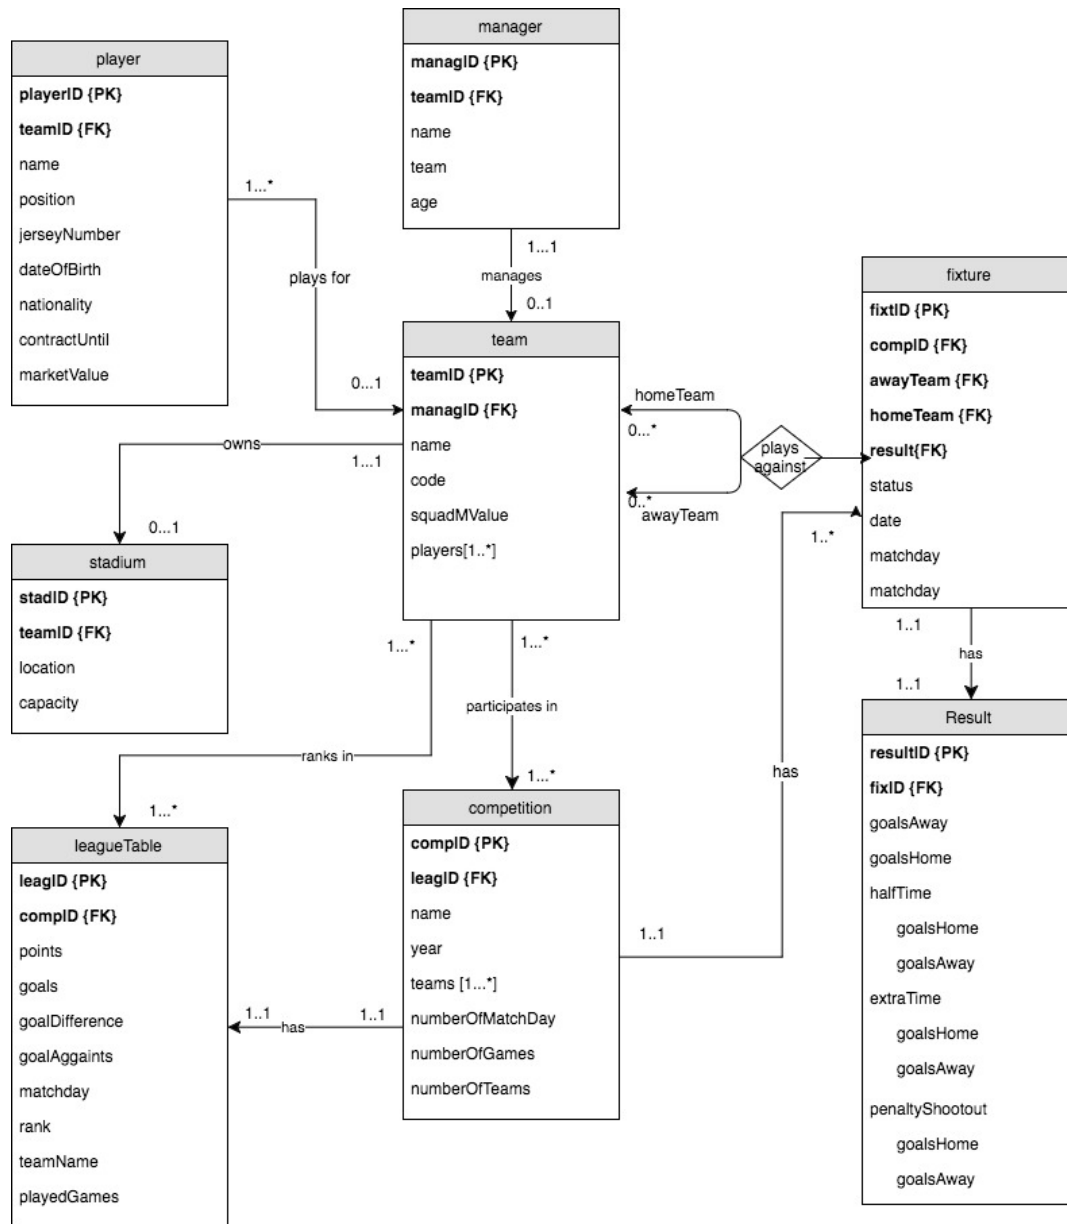 player
playerID {PK}
teamID {FK}
name
position
jerseyNumber
dateOfBirth
nationality
contractUntil
marketValue
manager
managID {PK}
teamID {FK}
name
team
age
1...*
plays for
0...1
1...1
manages
0...1
team
teamID {PK}
managID {FK}
name
code
squadMValue
players[1..*]
owns
1...1
0...1
stadium
stadID {PK}
teamID {FK}
location
capacity
homeTeam
0...*
plays
against
0..*
awayTeam
fixture
fixtID {PK}
compID {FK}
awayTeam {FK}
homeTeam {FK}
result{FK}
status
date
matchday
matchday
1..*
1..1
has
1..1
Result
resultID {PK}
fixID {FK}
goalsAway
goalsHome
halfTime
goalsHome
goalsAway
extraTime
goalsHome
goalsAway
penaltyShootout
goalsHome
goalsAway
1...*
ranks in
1...*
1...*
participates in
1...*
leagueTable
leagID {PK}
compID {FK}
points
goals
goalDifference
goalAggaints
matchday
rank
teamName
playedGames
1..1
has
1..1
competition
compID {PK}
leagID {FK}
name
year
teams [1...*]
numberOfMatchDay
numberOfGames
numberOfTeams
1..1
has